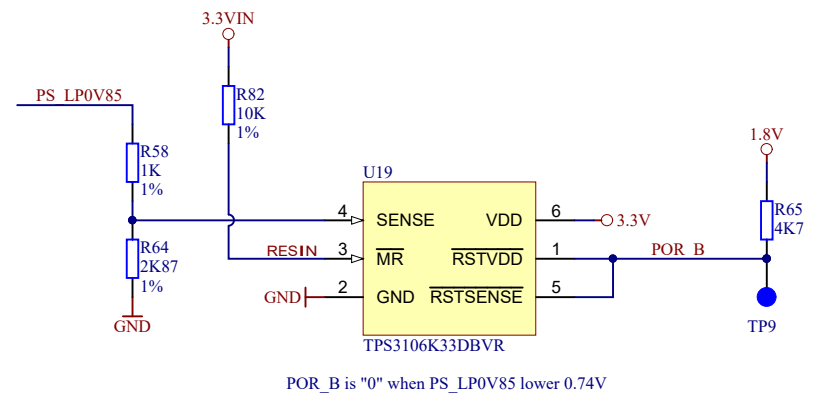 3.3VIN
PS_LP0V85
R82
10K
1%
1.8V
R58
1K
1%
U19
R65
4K7
4
SENSE
VDD
6
3.3V
R64
2K87
1%
RESIN
3
MR
RSTVDD
1
POR_B
GND
2
GND
RSTSENSE
5
GND
TP9
TPS3106K33DBVR
POR_B is "0" when PS_LP0V85 lower 0.74V